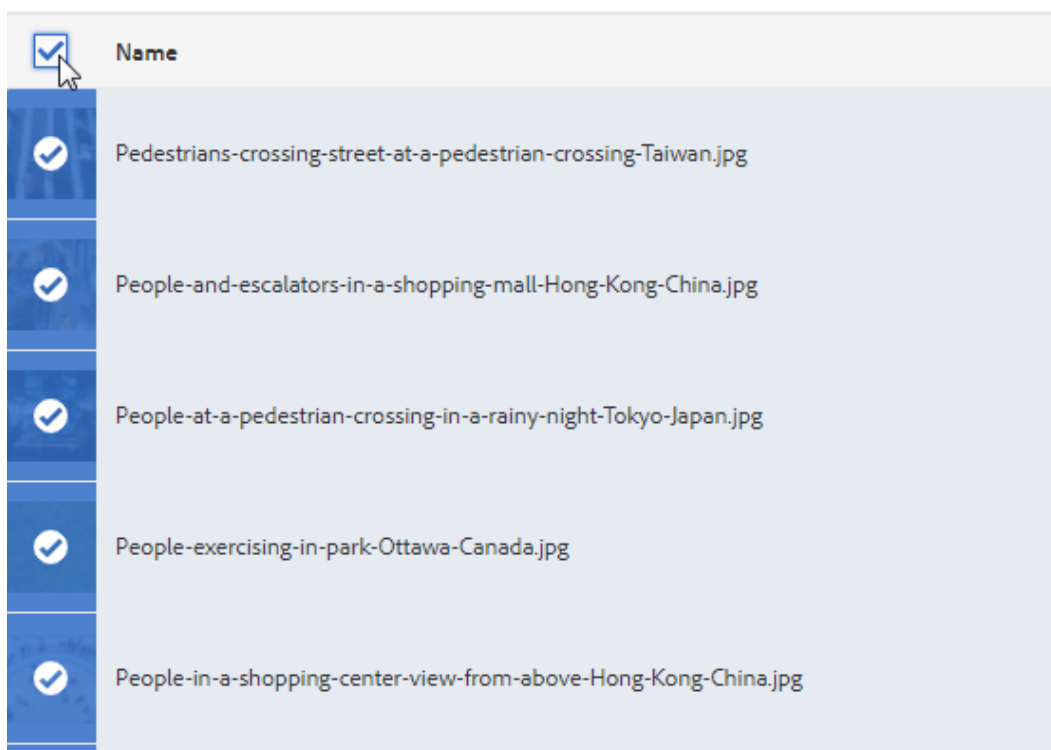 Name
Pedestrians-crossing-street-at-a-pedestrian-crossing-Taiwan.jpg
People-and-escalators-in-a-shopping-mall-Hong-Kong-China.jpg
People-at-a-pedestrian-crossing-in-a-rainy-night-Tokyo-Japan.jpg
People-exercising-in-park-Ottawa-Canada.jpg
People-in-a-shopping-center-view-from-above-Hong-Kong-China.jpg